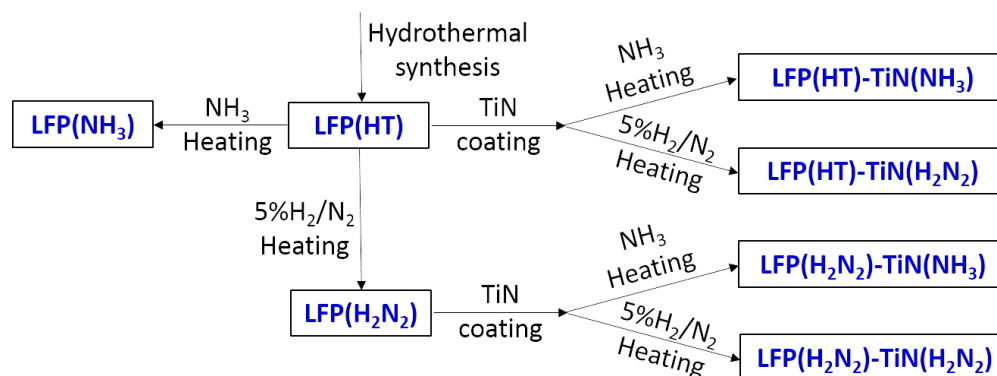 Hydrothermal
synthesis
NH₃
Heating
LFP(NH₃)
LFP(HT)
TiN
coating
NH₃
Heating
LFP(HT)-TiN(NH₃)
5%H₂/N₂
Heating
LFP(HT)-TiN(H₂N₂)
5%H₂/N₂
Heating
LFP(H₂N₂)
TiN
coating
NH₃
Heating
LFP(H₂N₂)-TiN(NH₃)
5%H₂/N₂
Heating
LFP(H₂N₂)-TiN(H₂N₂)